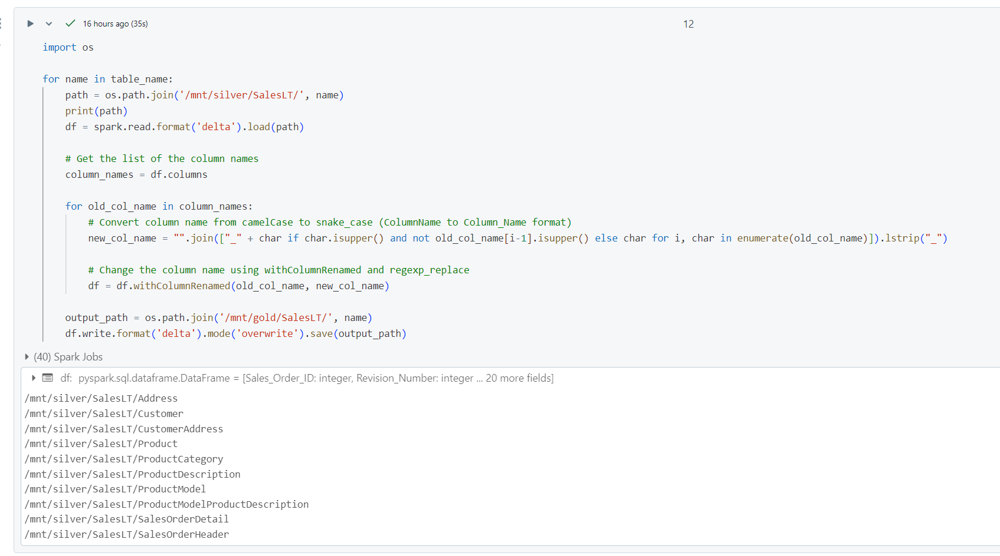 16 hours ago (35s)
12
import os
for name in table_name:
    path = os.path.join('/mnt/silver/SalesLT/', name)
    print(path)
    df = spark.read.format('delta').load(path)
    # Get the list of the column names
    column_names = df.columns
    for old_col_name in column_names:
        # Convert column name from camelCase to snake_case (ColumnName to Column_Name format)
        new_col_name = "".join(["_" + char if char.isupper() and not old_col_name[i-1].isupper() else char for i, char in enumerate(old_col_name)]).lstrip("_")
        # Change the column name using withColumnRenamed and regexp_replace
        df = df.withColumnRenamed(old_col_name, new_col_name)
    output_path = os.path.join('/mnt/gold/SalesLT/', name)
    df.write.format('delta').mode('overwrite').save(output_path)
(40) Spark Jobs
df: pyspark.sql.dataframe.DataFrame = [Sales_Order_ID: integer, Revision_Number: integer ... 20 more fields]
/mnt/silver/SalesLT/Address
/mnt/silver/SalesLT/Customer
/mnt/silver/SalesLT/CustomerAddress
/mnt/silver/SalesLT/Product
/mnt/silver/SalesLT/ProductCategory
/mnt/silver/SalesLT/ProductDescription
/mnt/silver/SalesLT/ProductModel
/mnt/silver/SalesLT/ProductModelProductDescription
/mnt/silver/SalesLT/SalesOrderDetail
/mnt/silver/SalesLT/SalesOrderHeader